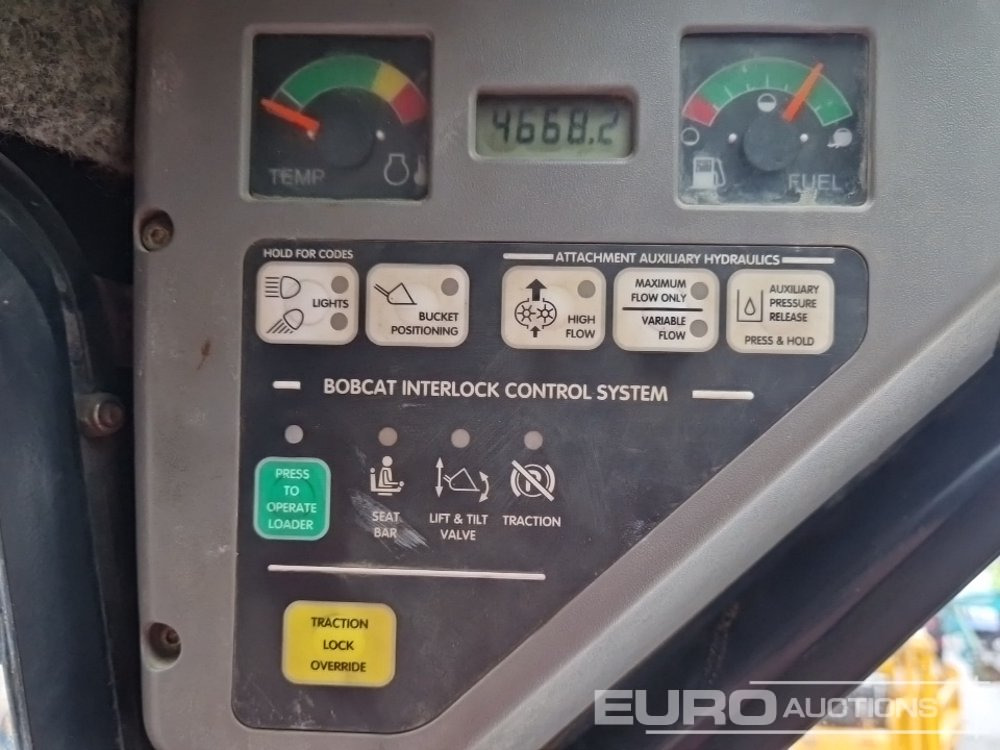 TEMP
4668.2
FUEL
HOLD FOR CODES
ATTACHMENT AUXILIARY HYDRAULICS
LIGHTS
BUCKET
POSITIONING
HIGH
FLOW
MAXIMUM
FLOW ONLY
VARIABLE
FLOW
AUXILIARY
PRESSURE
RELEASE
PRESS & HOLD
BOBCAT INTERLOCK CONTROL SYSTEM
PRESS
TO
OPERATE
LOADER
SEAT
BAR
LIFT & TILT
VALVE
P
TRACTION
TRACTION
LOCK
OVERRIDE
EURO AUCTIONS